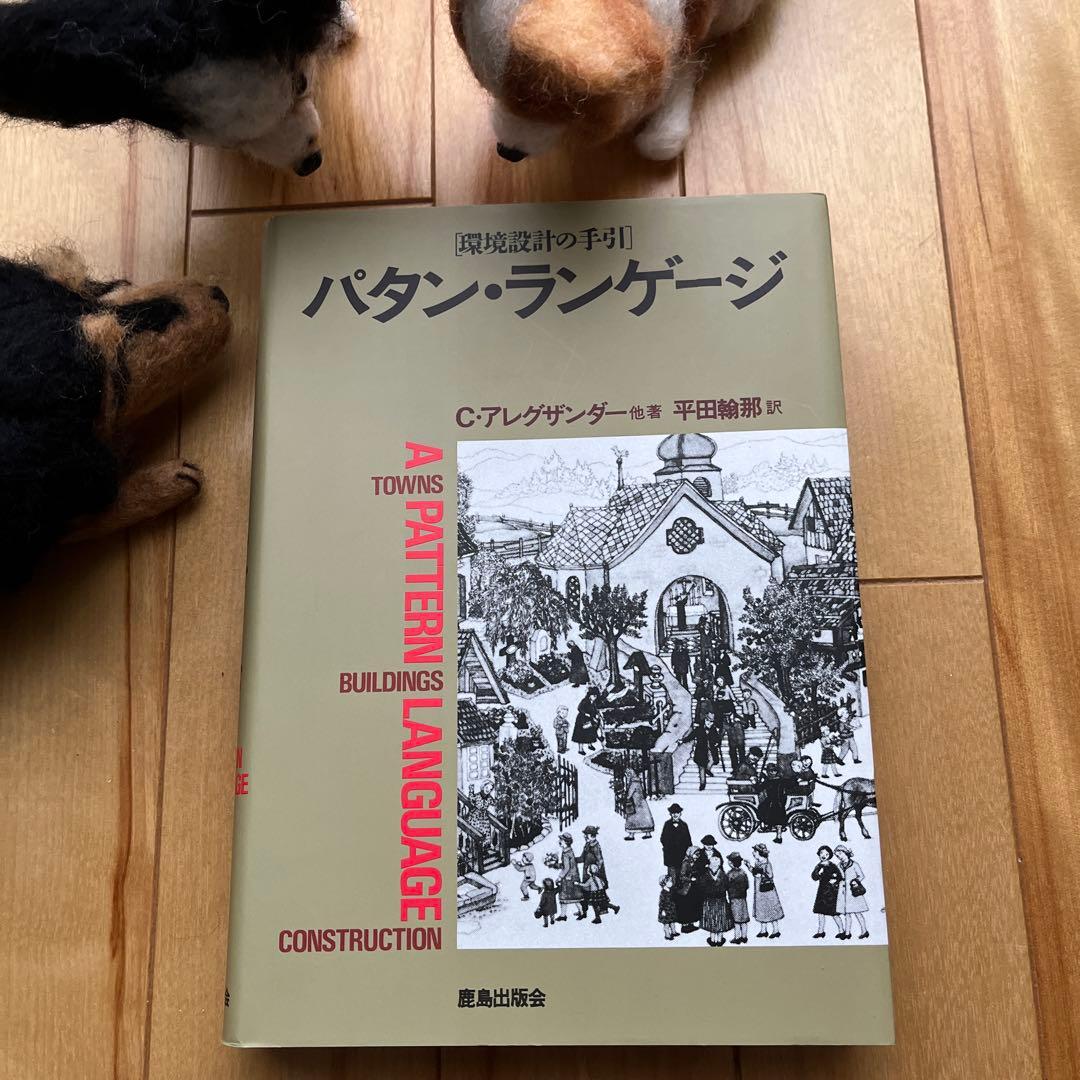 [環境設計の手引]
パタン・ランゲージ
C・アレグザンダー他著 平田翰那訳
A PATTERN LANGUAGE
TOWNS
BUILDINGS
CONSTRUCTION
鹿島出版会